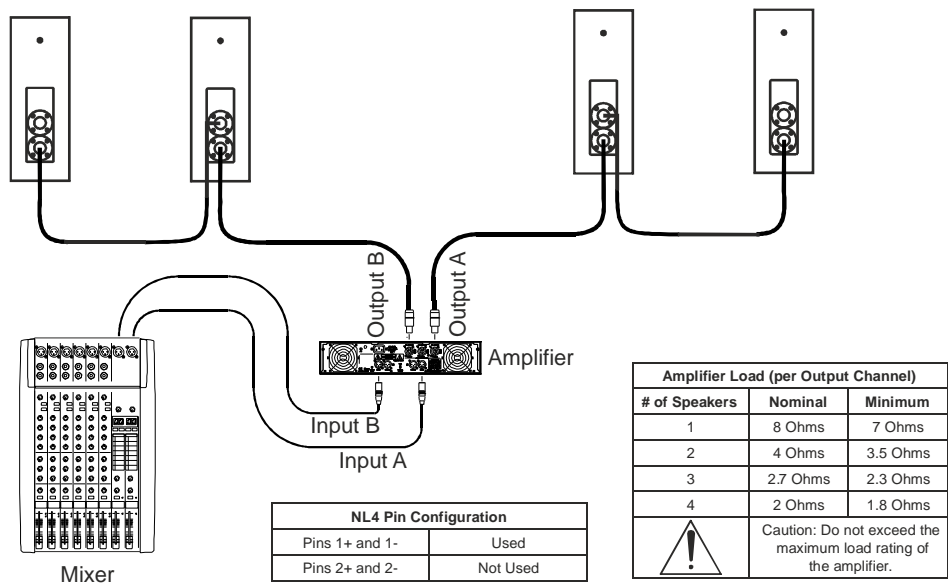 Output B
Output A
Amplifier
Input B
Input A
Mixer
NL4 Pin Configuration
Pins 1+ and 1- Used
Pins 2+ and 2- Not Used
Amplifier Load (per Output Channel)
# of Speakers Nominal Minimum
1 8 Ohms 7 Ohms
2 4 Ohms 3.5 Ohms
3 2.7 Ohms 2.3 Ohms
4 2 Ohms 1.8 Ohms
Caution: Do not exceed the
maximum load rating of
the amplifier.